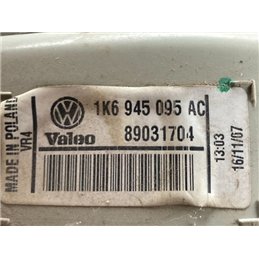 MADE IN POLAND
VR4
1K6 945 095 AC
Valeo 89031704
13:03
16/11/07